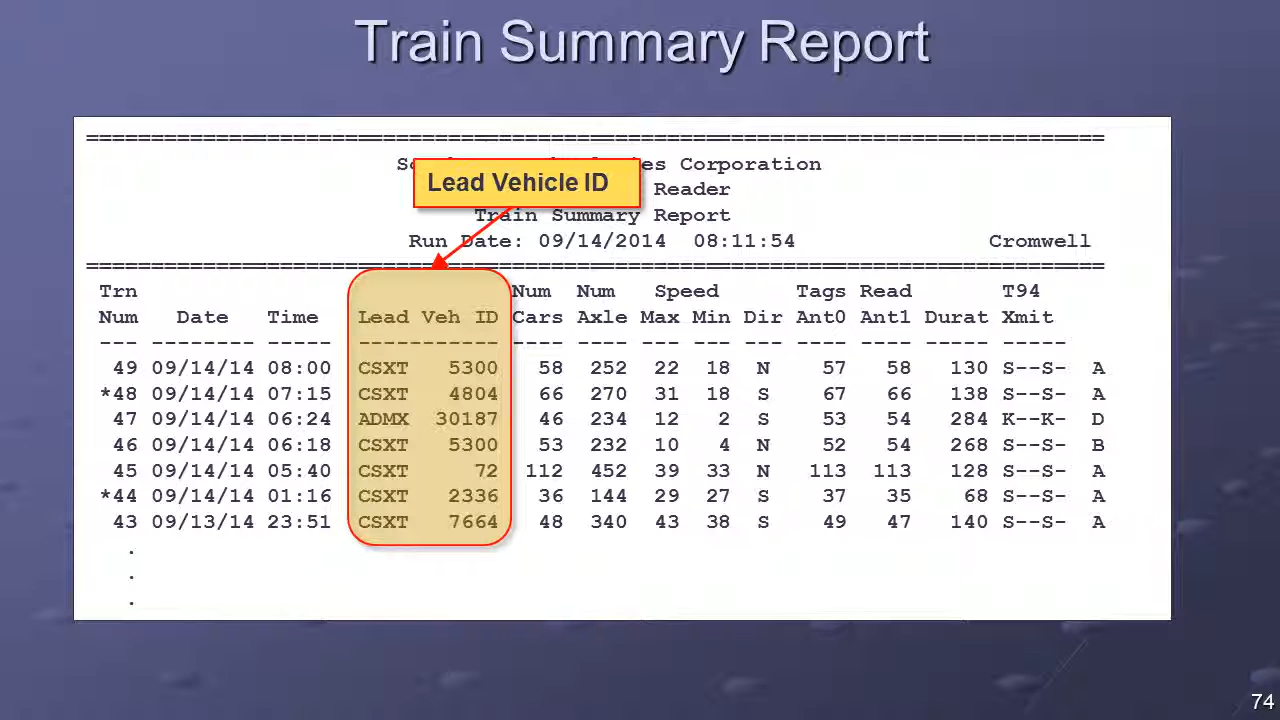 Train Summary Report
================================================================================
Corporation
Lead Vehicle ID
Reader
Train Summary Report
Run Date: 09/14/2014 08:11:54 Cromwell
================================================================================
Trn Num Num Speed Tags Read T94
Num Date Time Lead Veh ID Cars Axle Max Min Dir Ant0 Ant1 Durat Xmit
--- -------- ----- ----------- ---- ---- --- --- --- ---- ---- ----- -----
49 09/14/14 08:00 CSXT 5300 58 252 22 18 N 57 58 130 S--S- A
*48 09/14/14 07:15 CSXT 4804 66 270 31 18 S 67 66 138 S--S- A
47 09/14/14 06:24 ADMX 30187 46 234 12 2 S 53 54 284 K--K- D
46 09/14/14 06:18 CSXT 5300 53 232 10 4 N 52 54 268 S--S- B
45 09/14/14 05:40 CSXT 72 112 452 39 33 N 113 113 128 S--S- A
*44 09/14/14 01:16 CSXT 2336 36 144 29 27 S 37 35 68 S--S- A
43 09/13/14 23:51 CSXT 7664 48 340 43 38 S 49 47 140 S--S- A
.
.
.
74